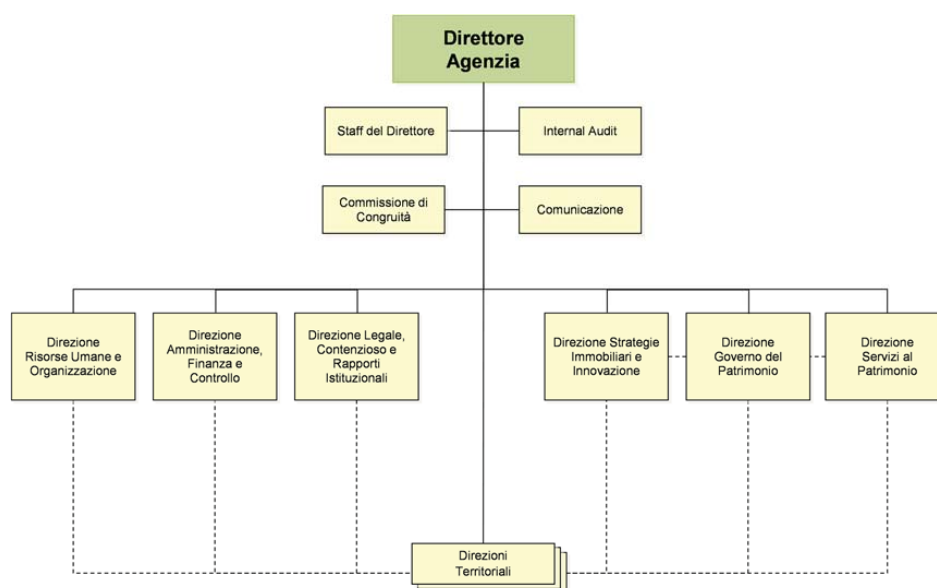 Direttore
Agenzia
Staff del Direttore
Internal Audit
Commissione di
Congruità
Comunicazione
Direzione
Risorse Umane e
Organizzazione
Direzione
Amministrazione,
Finanza e
Controllo
Direzione Legale,
Contenzioso e
Rapporti
Istituzionali
Direzione Strategie
Immobiliari e
Innovazione
Direzione
Governo del
Patrimonio
Direzione
Servizi al
Patrimonio
Direzioni
Territoriali